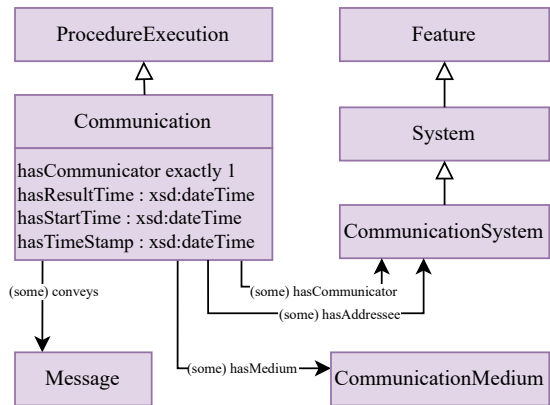 ProcedureExecution
Feature
Communication
System
hasCommunicator exactly 1
hasResultTime : xsd:dateTime
hasStartTime : xsd:dateTime
hasTimeStamp : xsd:dateTime
CommunicationSystem
(some) conveys
(some) hasCommunicator
(some) hasAddressee
(some) hasMedium
Message
CommunicationMedium